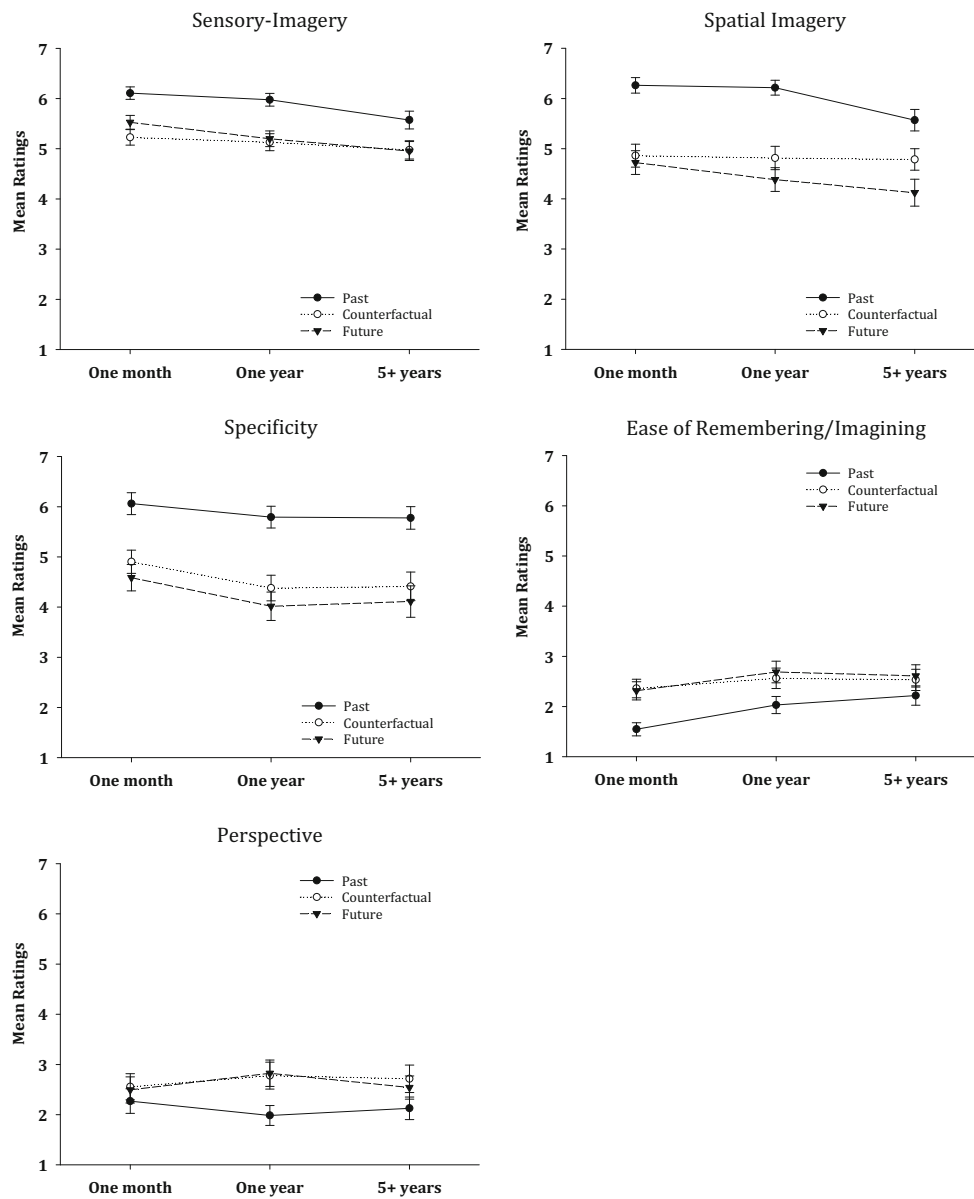 Sensory-Imagery
7
6
5
4
3
2
1
Mean Ratings
Past
Counterfactual
Future
One month One year 5+ years
Spatial Imagery
7
6
5
4
3
2
1
Mean Ratings
Past
Counterfactual
Future
One month One year 5+ years
Specificity
7
6
5
4
3
2
1
Mean Ratings
Past
Counterfactual
Future
One month One year 5+ years
Ease of Remembering/Imagining
7
6
5
4
3
2
1
Mean Ratings
Past
Counterfactual
Future
One month One year 5+ years
Perspective
7
6
5
4
3
2
1
Mean Ratings
Past
Counterfactual
Future
One month One year 5+ years